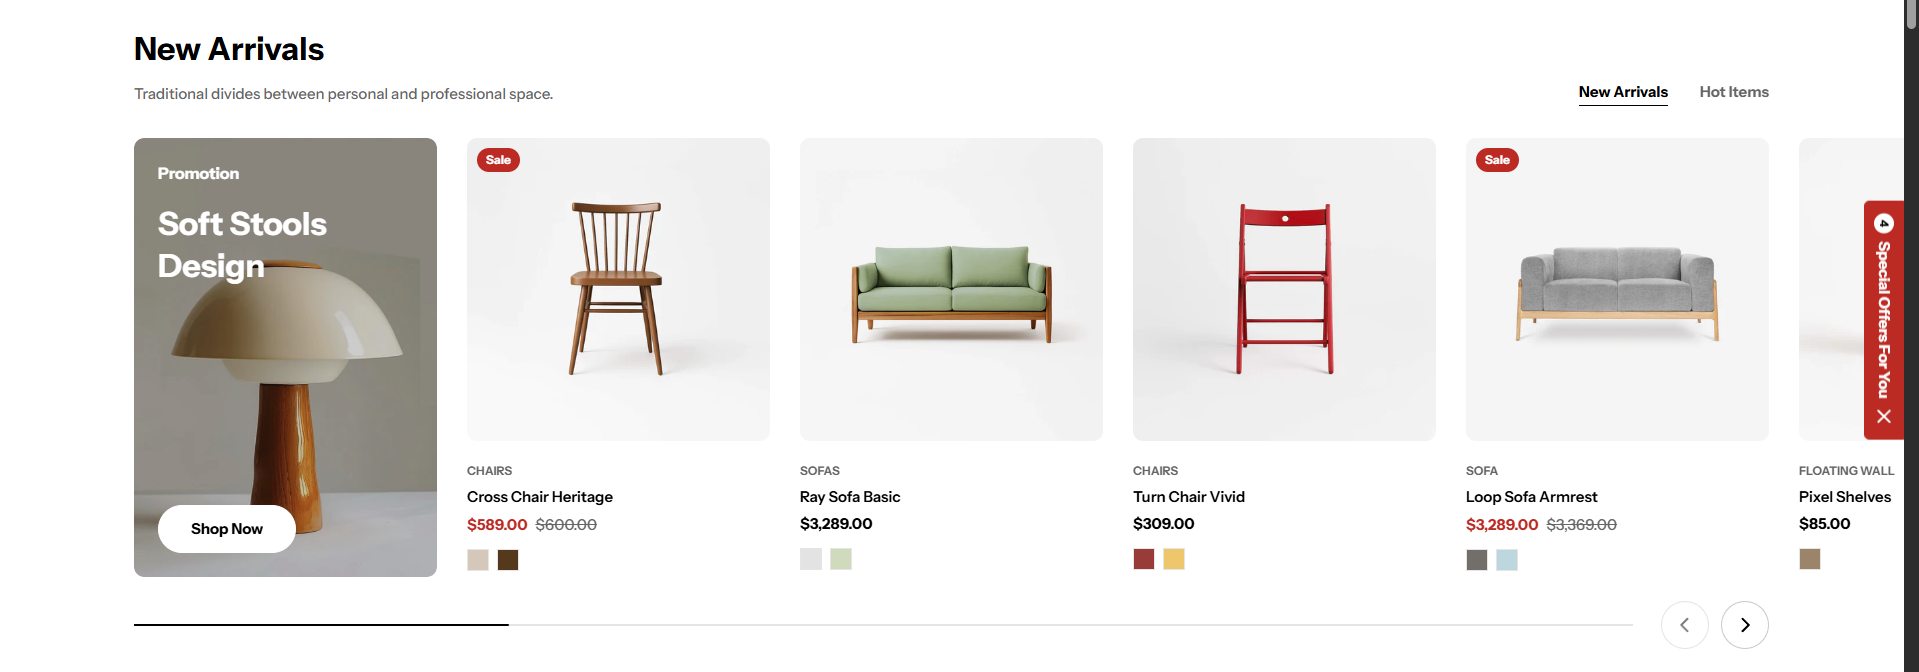 New Arrivals
Traditional divides between personal and professional space.
New Arrivals
Hot Items
Promotion
Soft Stools
Design
Shop Now
Sale
CHAIRS
Cross Chair Heritage
$589.00 $600.00
SOFAS
Ray Sofa Basic
$3,289.00
CHAIRS
Turn Chair Vivid
$309.00
Sale
SOFA
Loop Sofa Armrest
$3,289.00 $3,369.00
FLOATING WALL
Pixel Shelves
$85.00
4 Special Offers For You